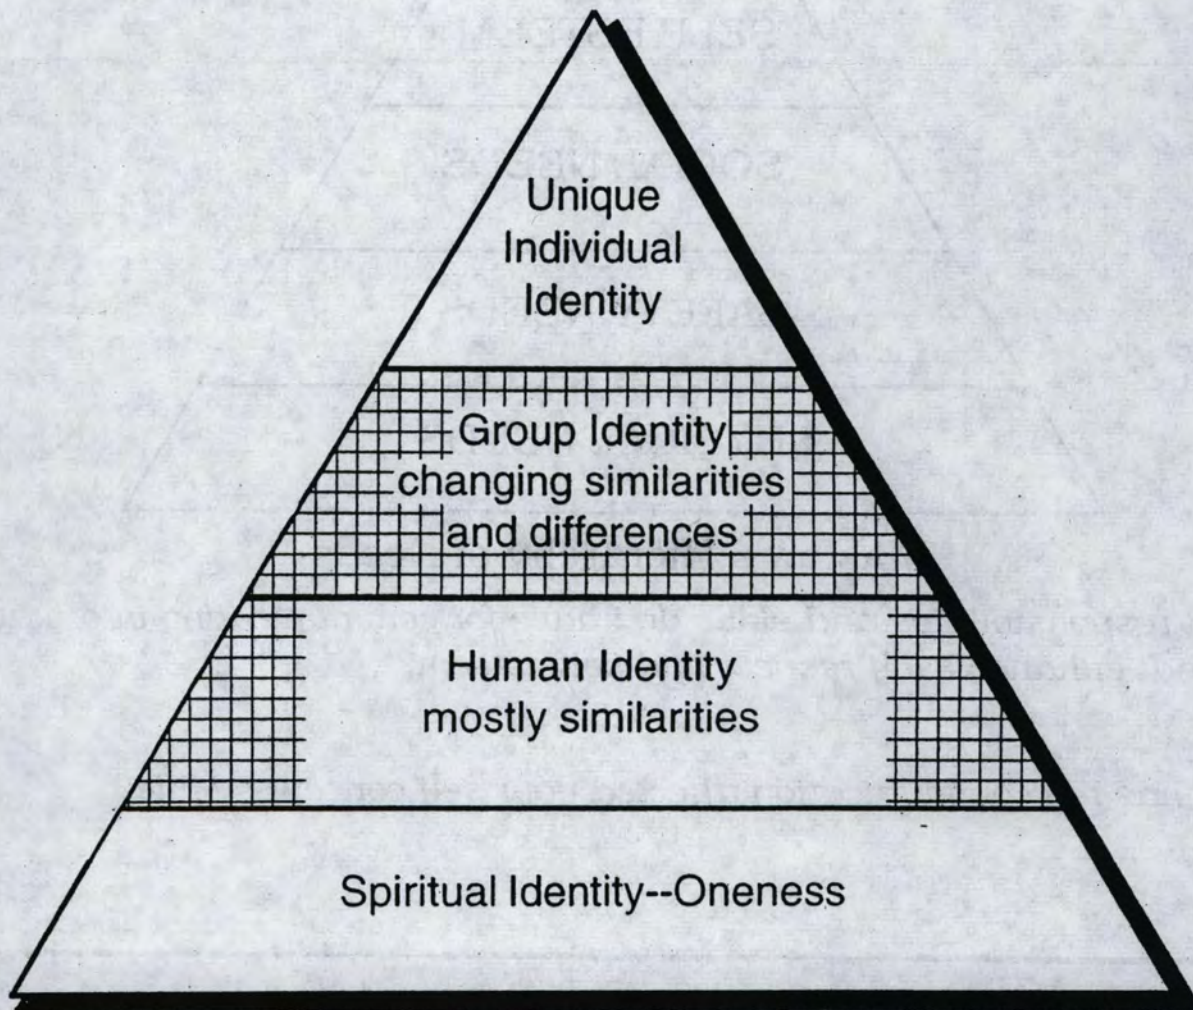 Unique
Individual
Identity
Group Identity
changing similarities
and differences
Human Identity
mostly similarities
Spiritual Identity--Oneness